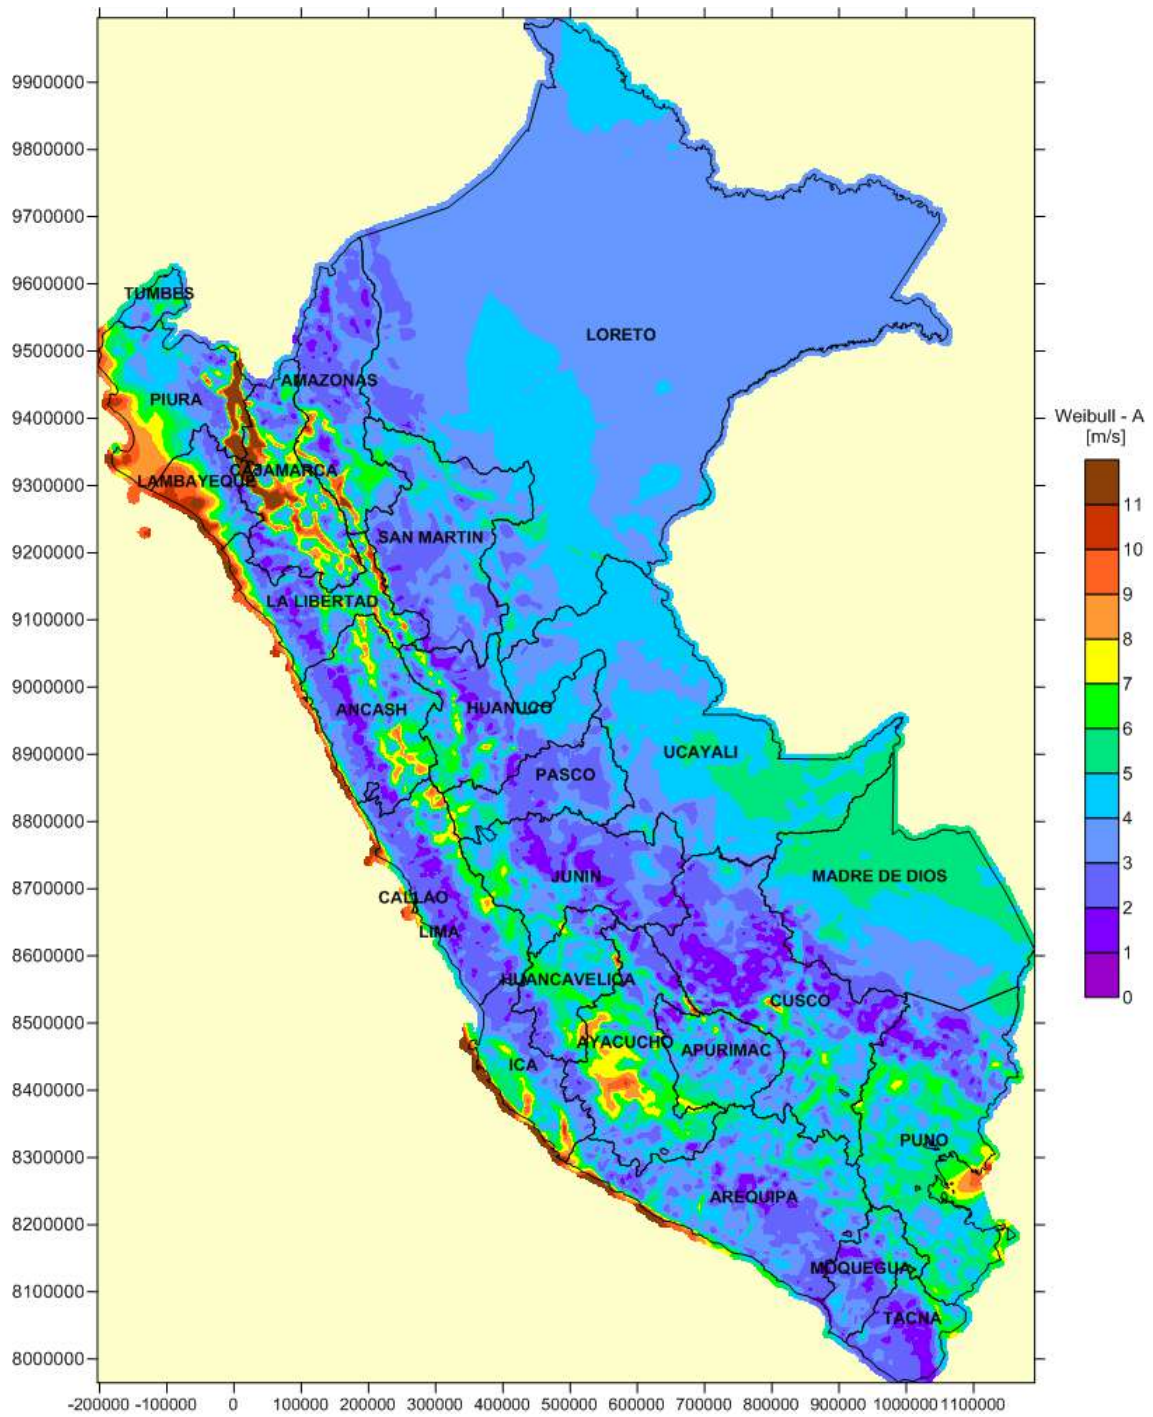 9900000
9800000
9700000
9600000
9500000
9400000
9300000
9200000
9100000
9000000
8900000
8800000
8700000
8600000
8500000
8400000
8300000
8200000
8100000
8000000
TUMBES
LORETO
AMAZONAS
PIURA
CAJAMARCA
LAMBAYEQUE
SAN MARTIN
LA LIBERTAD
ANCASH
HUANUCO
UCAYALI
PASCO
JUNIN
MADRE DE DIOS
CALLAO
LIMA
HUANCAVELICA
CUSCO
AYACUCHO
APURIMAC
ICA
PUNO
AREQUIPA
MOQUEGUA
TACNA
Weibull - A
[m/s]
11
10
9
8
7
6
5
4
3
2
1
0
-200000 -100000 0 100000 200000 300000 400000 500000 600000 700000 800000 900000 1000000 1100000